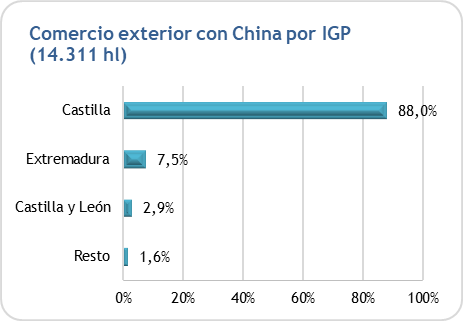 Comercio exterior con China por IGP
(14.311 hl)
Castilla 88,0%
Extremadura 7,5%
Castilla y León 2,9%
Resto 1,6%
0% 20% 40% 60% 80% 100%